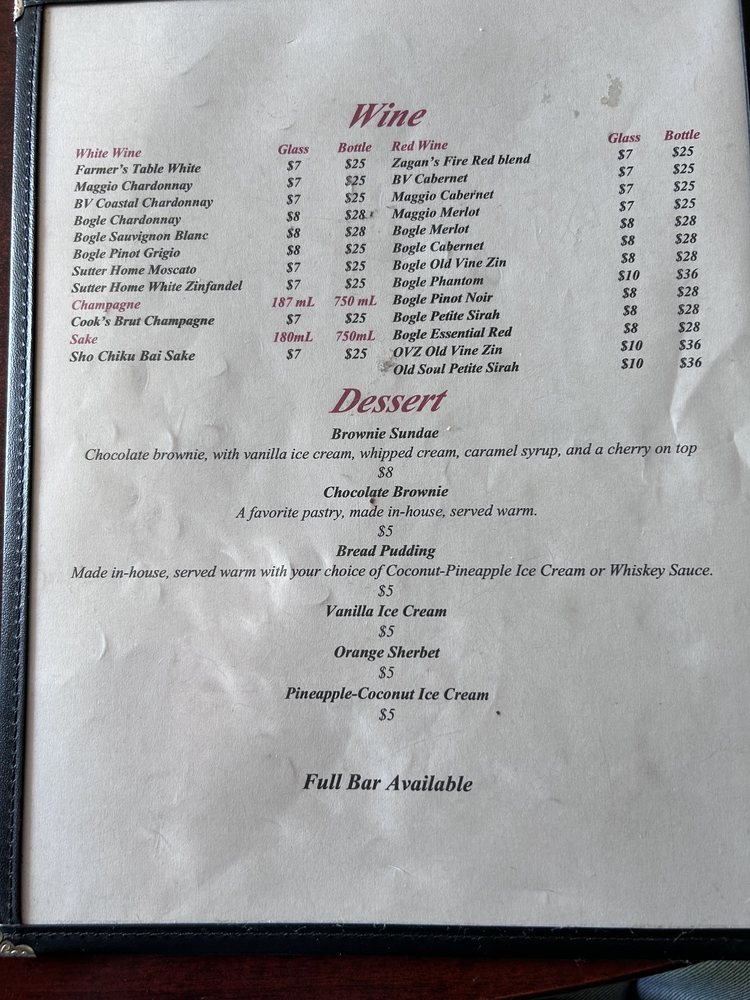 Wine
White Wine Glass Bottle
Farmer's Table White $7 $25
Maggio Chardonnay $7 $25
BV Coastal Chardonnay $7 $25
Bogle Chardonnay $8 $28
Bogle Sauvignon Blanc $8 $28
Bogle Pinot Grigio $8 $25
Sutter Home Moscato $7 $25
Sutter Home White Zinfandel $7 $25
Champagne 187 mL 750 mL
Cook's Brut Champagne $7 $25
Sake 180mL 750mL
Sho Chiku Bai Sake $7 $25
Red Wine Glass Bottle
Zagan's Fire Red blend $7 $25
BV Cabernet $7 $25
Maggio Cabernet $7 $25
Maggio Merlot $7 $25
Bogle Merlot $8 $28
Bogle Cabernet $8 $28
Bogle Old Vine Zin $8 $28
Bogle Phantom $10 $36
Bogle Pinot Noir $8 $28
Bogle Petite Sirah $8 $28
Bogle Essential Red $8 $28
OVZ Old Vine Zin $10 $36
Old Soul Petite Sirah $10 $36
Dessert
Brownie Sundae
Chocolate brownie, with vanilla ice cream, whipped cream, caramel syrup, and a cherry on top
$8
Chocolate Brownie
A favorite pastry, made in-house, served warm.
$5
Bread Pudding
Made in-house, served warm with your choice of Coconut-Pineapple Ice Cream or Whiskey Sauce.
$5
Vanilla Ice Cream
$5
Orange Sherbet
$5
Pineapple-Coconut Ice Cream
$5
Full Bar Available